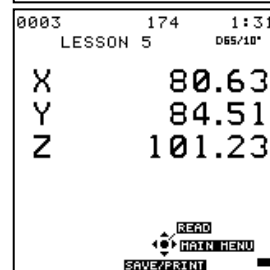 0003 174 1:31
LESSON 5 D65/10°
X 80.63
Y 84.51
Z 101.23
READ
MAIN MENU
SAVE/PRINT